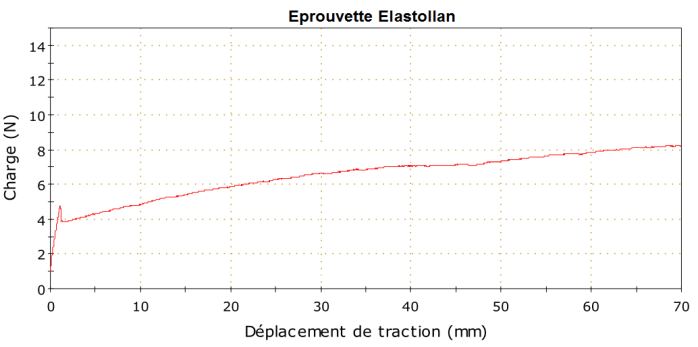 Eprouvette Elastollan
Charge (N)
14
12
10
8
6
4
2
0
0 10 20 30 40 50 60 70
Déplacement de traction (mm)